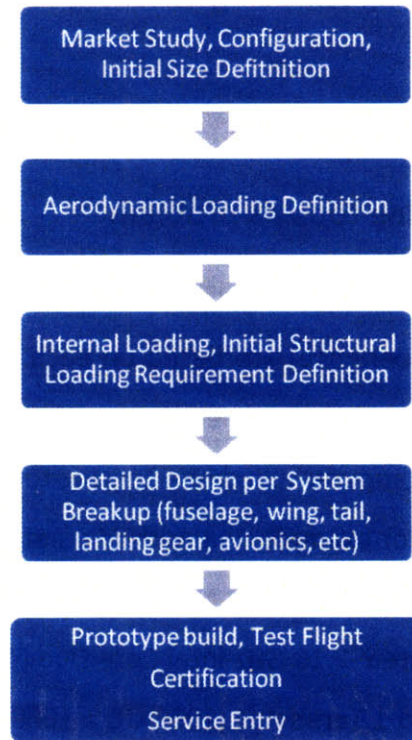 Market Study, Configuration,
Initial Size Defitnition
Aerodynamic Loading Definition
Internal Loading, Initial Structural
Loading Requirement Definition
Detailed Design per System
Breakup (fuselage, wing, tail,
landing gear, avionics, etc)
Prototype build, Test Flight
Certification
Service Entry